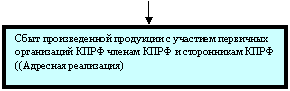 Сбыт произведенной продукции с участием первичных
организаций КПРФ членам КПРФ и сторонникам КПРФ
((Адресная реализация)